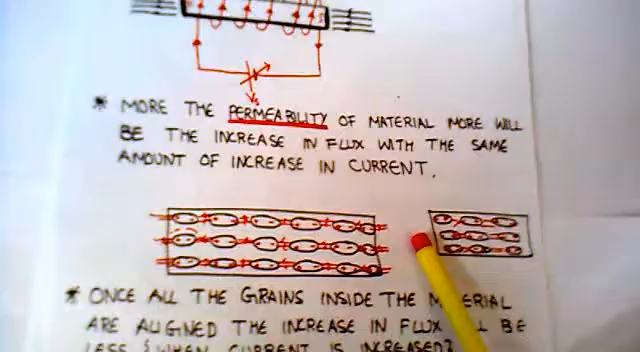 * MORE THE PERMEABILITY OF MATERIAL MORE WILL
BE THE INCREASE IN FLUX WITH THE SAME
AMOUNT OF INCREASE IN CURRENT.
* ONCE ALL THE GRAINS INSIDE THE
ARE ALIGNED THE INCREASE IN FLUX BE
LESS WHEN CURRENT IS INCREASED?